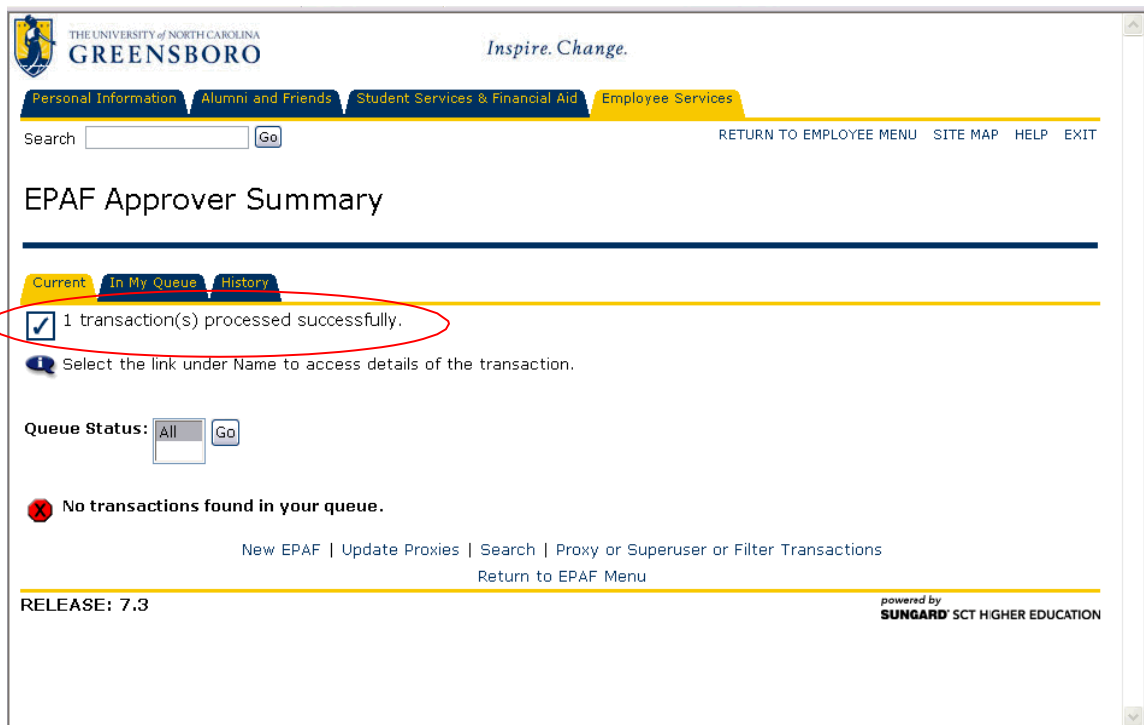 THE UNIVERSITY of NORTH CAROLINA
GREENSBORO
Inspire. Change.
Personal Information Alumni and Friends Student Services & Financial Aid Employee Services
Search Go RETURN TO EMPLOYEE MENU SITE MAP HELP EXIT
EPAF Approver Summary
Current In My Queue History
1 transaction(s) processed successfully.
Select the link under Name to access details of the transaction.
Queue Status: All Go
No transactions found in your queue.
New EPAF | Update Proxies | Search | Proxy or Superuser or Filter Transactions
Return to EPAF Menu
RELEASE: 7.3
powered by
SUNGARD® SCT HIGHER EDUCATION